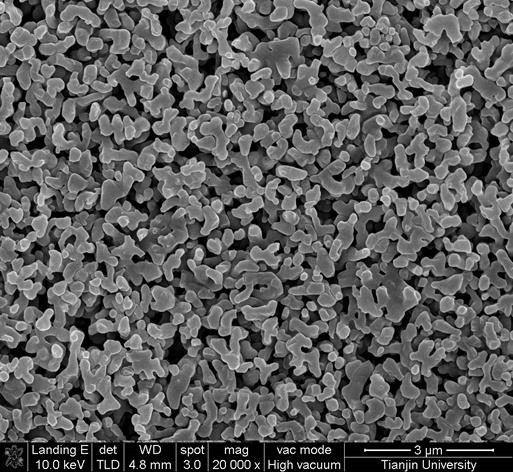 Landing E det WD spot mag vac mode 3 μm
10.0 keV TLD 4.8 mm 3.0 20 000 x High vacuum Tianjin University